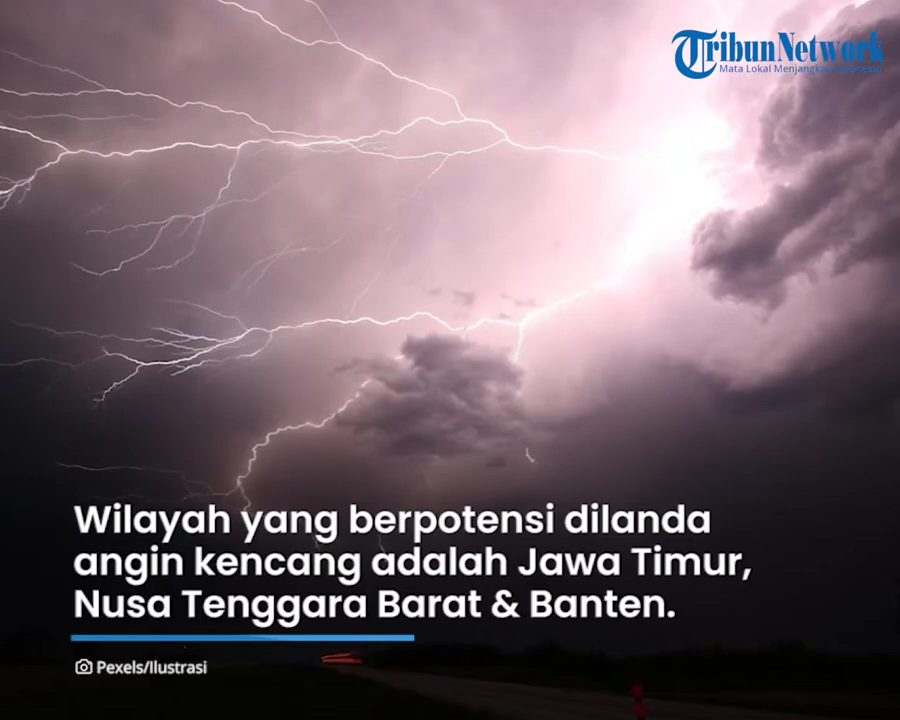 TribunNetwork
Mata Lokal Menjangkau Indonesia
Wilayah yang berpotensi dilanda
angin kencang adalah Jawa Timur,
Nusa Tenggara Barat & Banten.
Pexels/Ilustrasi